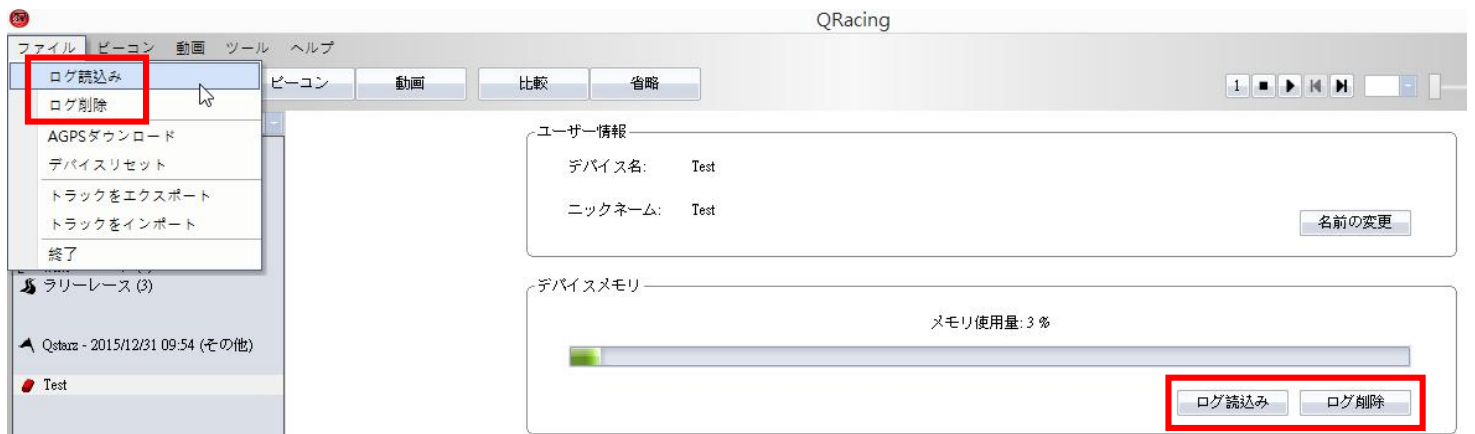 QRacing
ファイル ビーコン 動画 ツール ヘルプ
ログ読込み
ログ削除
AGPSダウンロード
デバイスリセット
トラックをエクスポート
トラックをインポート
終了
ビーコン 動画 比較 省略 1
ラリーレース (3)
Qstarz - 2015/12/31 09:54 (その他)
Test
ユーザー情報
デバイス名: Test
ニックネーム: Test
名前の変更
デバイスメモリ
メモリ使用量: 3 %
ログ読込み ログ削除